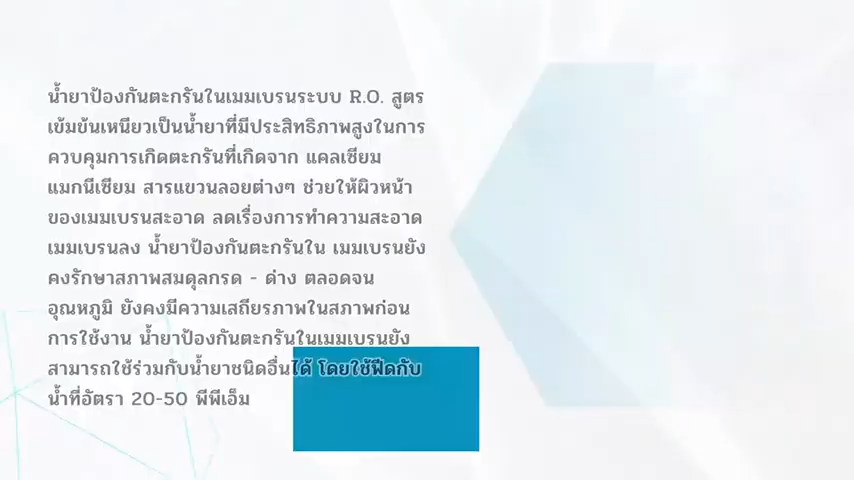 น้ำยาป้องกันตะกรันในเมมเบรนระบบ R.O. สูตร
เข้มข้นเหนียวเป็นน้ำยาที่มีประสิทธิภาพสูงในการ
ควบคุมการเกิดตะกรันที่เกิดจาก แคลเซียม
แมกนีเซียม สารแขวนลอยต่างๆ ช่วยให้ผิวหน้า
ของเมมเบรนสะอาด ลดเรื่องการทำความสะอาด
เมมเบรนลง น้ำยาป้องกันตะกรันใน เมมเบรนยัง
คงรักษาสภาพสมดุลกรด - ด่าง ตลอดจน
อุณหภูมิ ยังคงมีความเสถียรภาพในสภาพก่อน
การใช้งาน น้ำยาป้องกันตะกรันในเมมเบรนยัง
สามารถใช้ร่วมกับน้ำยาชนิดอื่นได้ โดยใช้ฟีดกับ
น้ำที่อัตรา 20-50 พีพีเอ็ม